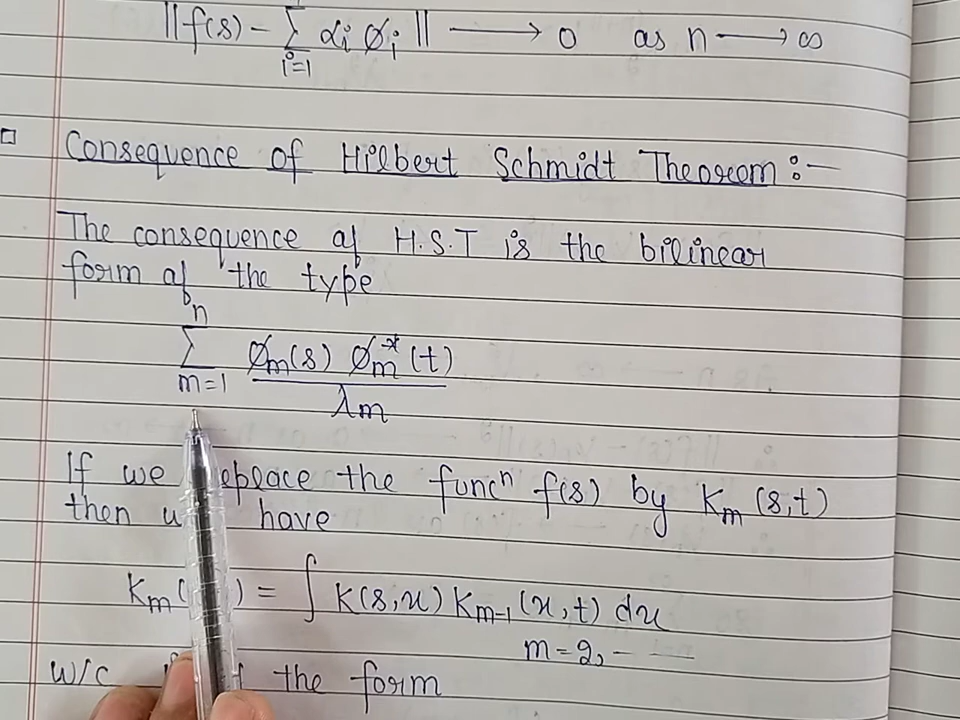 ||f(s) - Σ αi φi || ⟶ 0 as n ⟶ ∞
i=1
Consequence of Hilbert Schmidt Theorem :-
The consequence of H.S.T is the bilinear
form of the type
n
Σ φm(s) φm*(t)
m=1 λm
If we replace the funcⁿ f(s) by Km (s,t)
then we have
Km( ) = ∫ K(s,x) Km-1 (x,t) dx
m=2, - —
w/c the form